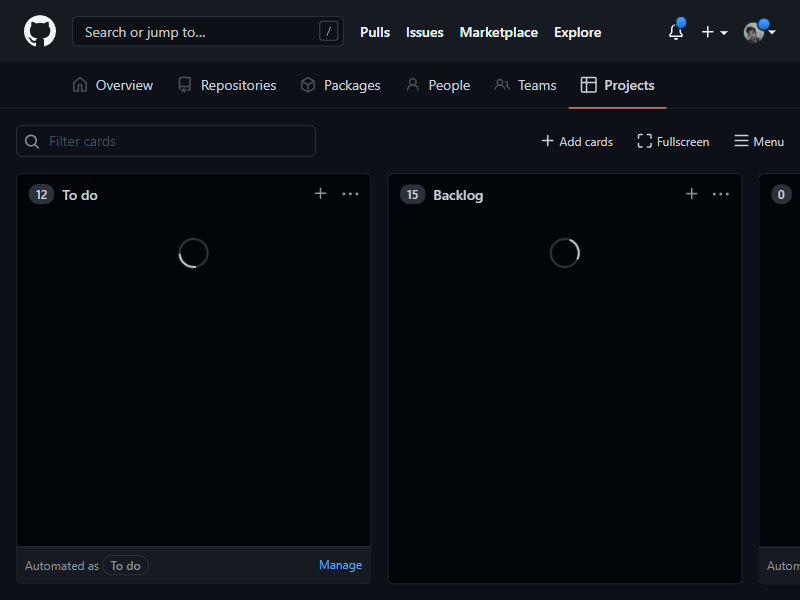 Search or jump to... /
Pulls Issues Marketplace Explore
Overview Repositories Packages People Teams Projects
Filter cards
Add cards Fullscreen Menu
12 To do
Automated as To do Manage
15 Backlog
0
Autom